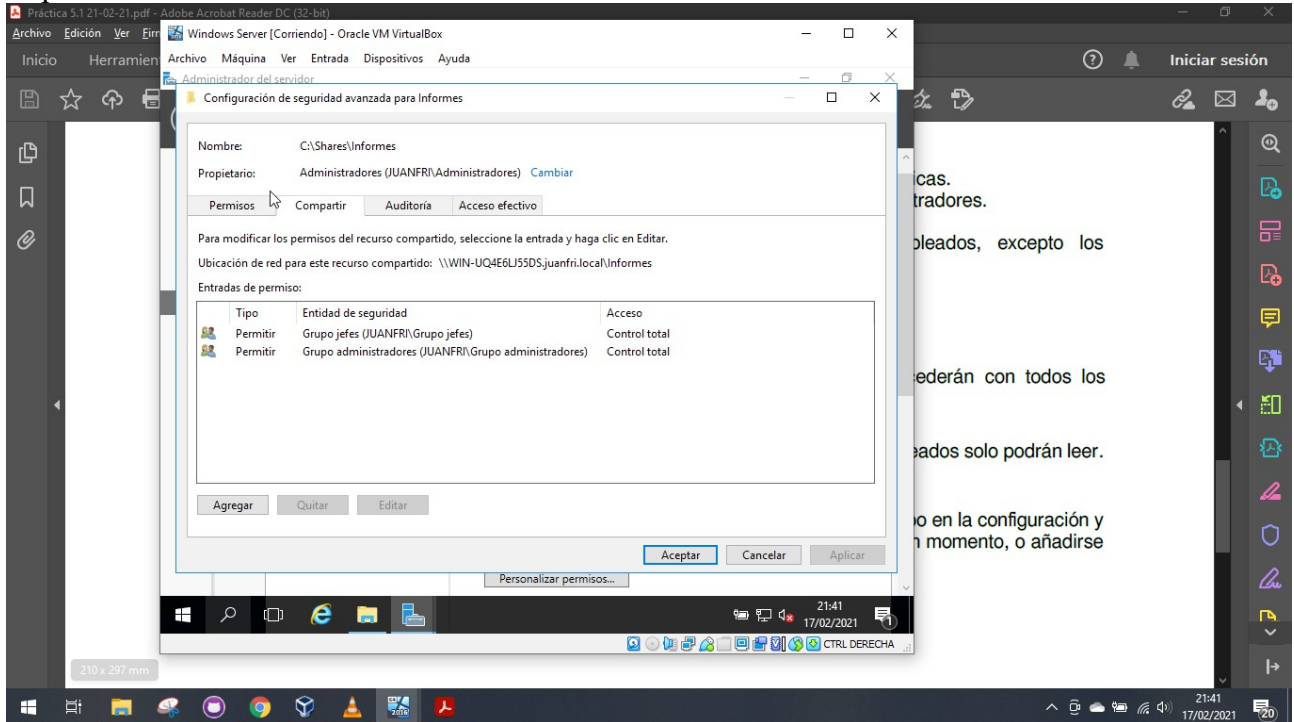 Práctica 5.1 21-02-21.pdf - Adobe Acrobat Reader DC (32-bit)
Archivo Edición Ver Firm
Inicio Herramien
Iniciar sesión
Windows Server [Corriendo] - Oracle VM VirtualBox
Archivo Máquina Ver Entrada Dispositivos Ayuda
Administrador del servidor
Configuración de seguridad avanzada para Informes
Nombre: C:\Shares\Informes
Propietario: Administradores (JUANFRI\Administradores) Cambiar
Permisos Compartir Auditoría Acceso efectivo
Para modificar los permisos del recurso compartido, seleccione la entrada y haga clic en Editar.
Ubicación de red para este recurso compartido: \\WIN-UQ4E6LJ55DS.juanfri.local\Informes
Entradas de permiso:
Tipo Entidad de seguridad Acceso
Permitir Grupo jefes (JUANFRI\Grupo jefes) Control total
Permitir Grupo administradores (JUANFRI\Grupo administradores) Control total
Agregar Quitar Editar
Aceptar Cancelar Aplicar
Personalizar permisos...
21:41
17/02/2021
1
CTRL DERECHA
icas.
tradores.
pleados, excepto los
ederán con todos los
eados solo podrán leer.
po en la configuración y
n momento, o añadirse
210 x 297 mm
2016
21:41
17/02/2021
20